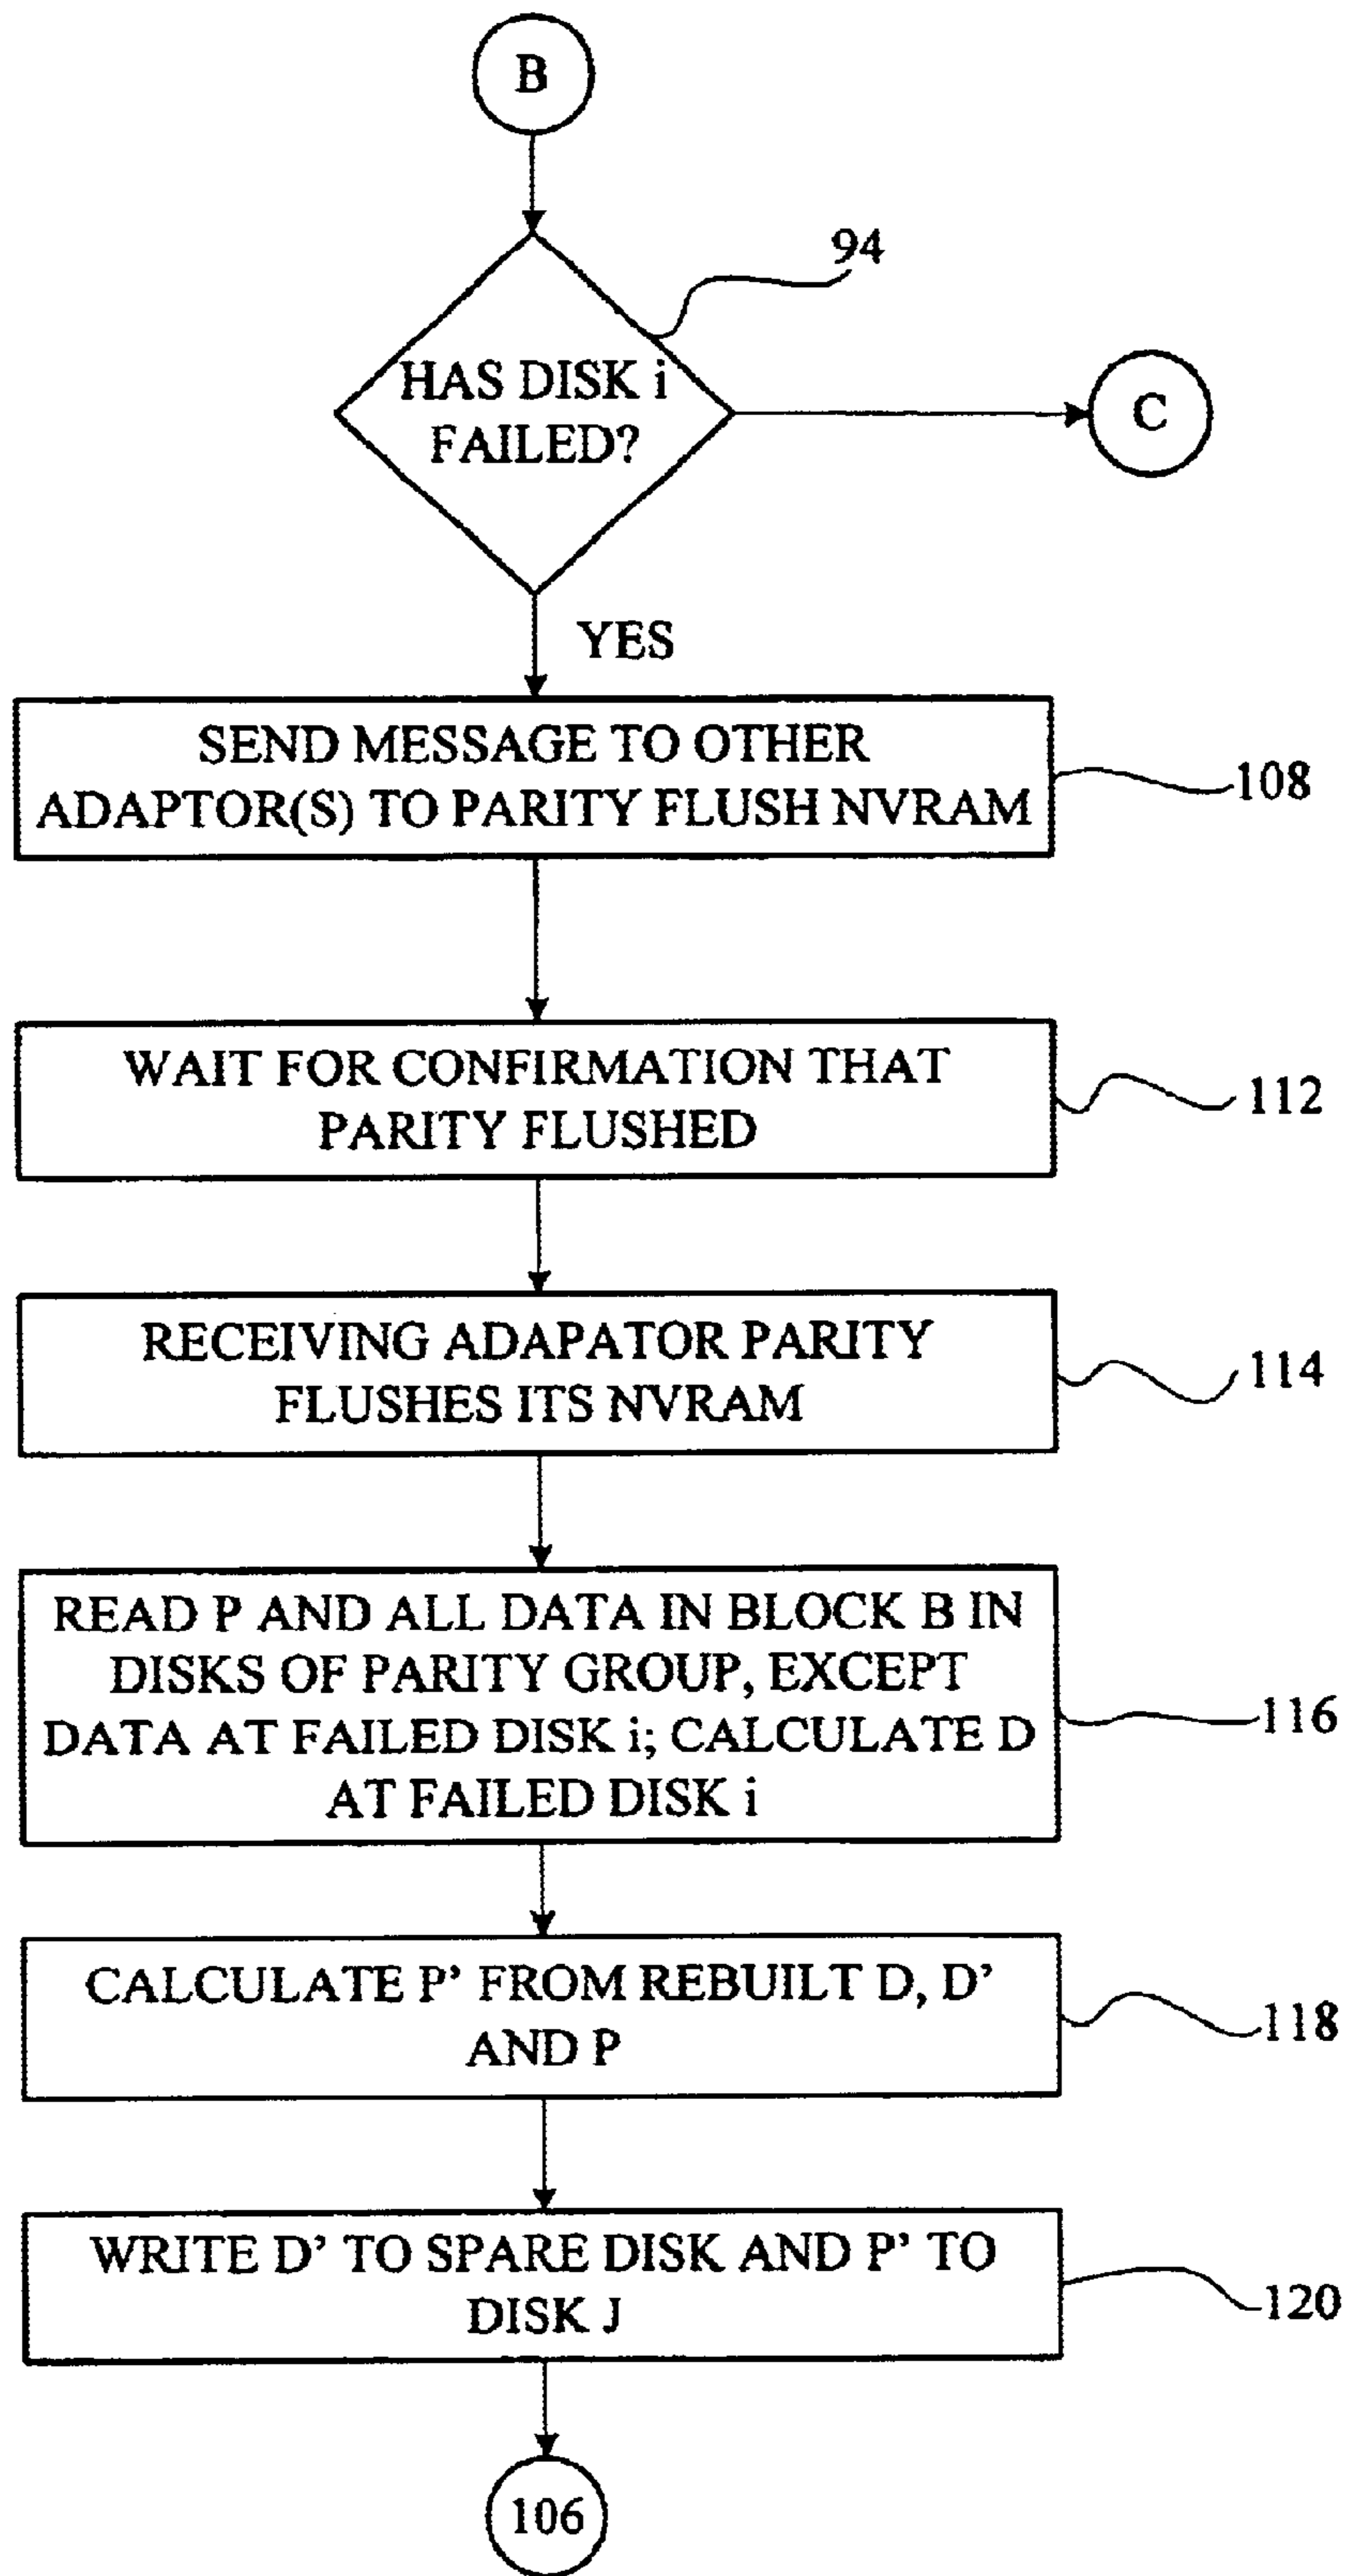 B
94
HAS DISK i
FAILED?
C
YES
SEND MESSAGE TO OTHER
ADAPTOR(S) TO PARITY FLUSH NVRAM
108
WAIT FOR CONFIRMATION THAT
PARITY FLUSHED
112
RECEIVING ADAPATOR PARITY
FLUSHES ITS NVRAM
114
READ P AND ALL DATA IN BLOCK B IN
DISKS OF PARITY GROUP, EXCEPT
DATA AT FAILED DISK i; CALCULATE D
AT FAILED DISK i
116
CALCULATE P' FROM REBUILT D, D'
AND P
118
WRITE D' TO SPARE DISK AND P' TO
DISK J
120
106